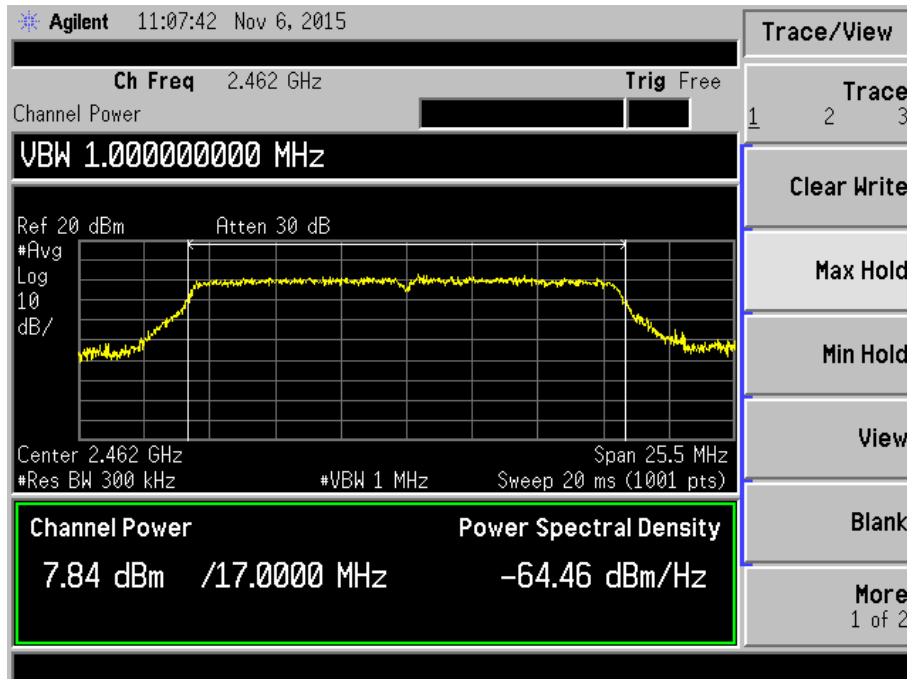 Agilent 11:07:42 Nov 6, 2015
Trace/View
Ch Freq 2.462 GHz Trig Free
Channel Power
Trace
1 2 3
VBW 1.000000000 MHz
Clear Write
Ref 20 dBm Atten 30 dB
#Avg
Log
10
dB/
Max Hold
Min Hold
View
Center 2.462 GHz Span 25.5 MHz
#Res BW 300 kHz #VBW 1 MHz Sweep 20 ms (1001 pts)
Channel Power Power Spectral Density
Blank
7.84 dBm /17.0000 MHz -64.46 dBm/Hz
More
1 of 2